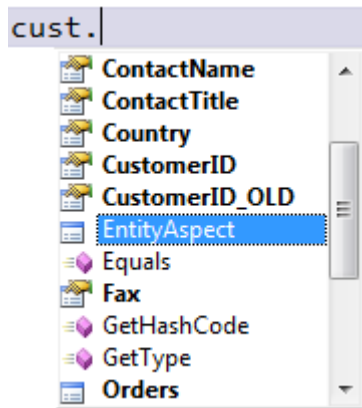 cust.
ContactName
ContactTitle
Country
CustomerID
CustomerID_OLD
EntityAspect
Equals
Fax
GetHashCode
GetType
Orders